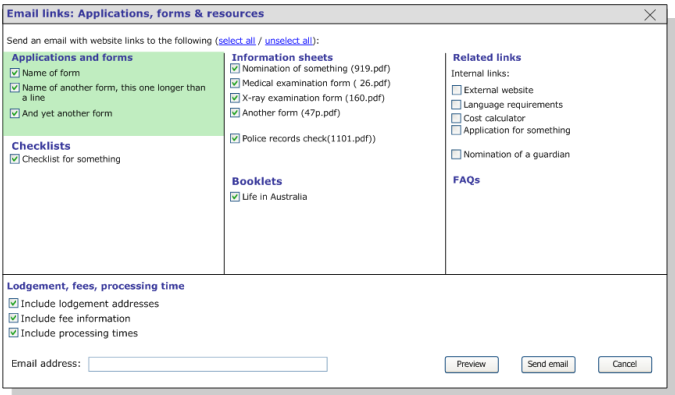 Email links: Applications, forms & resources
Send an email with website links to the following (select all / unselect all):
Applications and forms
Name of form
Name of another form, this one longer than
a line
And yet another form
Checklists
Checklist for something
Information sheets
Nomination of something (919.pdf)
Medical examination form ( 26.pdf)
X-ray examination form (160.pdf)
Another form (47p.pdf)
Police records check(1101.pdf))
Booklets
Life in Australia
Related links
Internal links:
External website
Language requirements
Cost calculator
Application for something
Nomination of a guardian
FAQs
Lodgement, fees, processing time
Include lodgement addresses
Include fee information
Include processing times
Email address:
Preview
Send email
Cancel